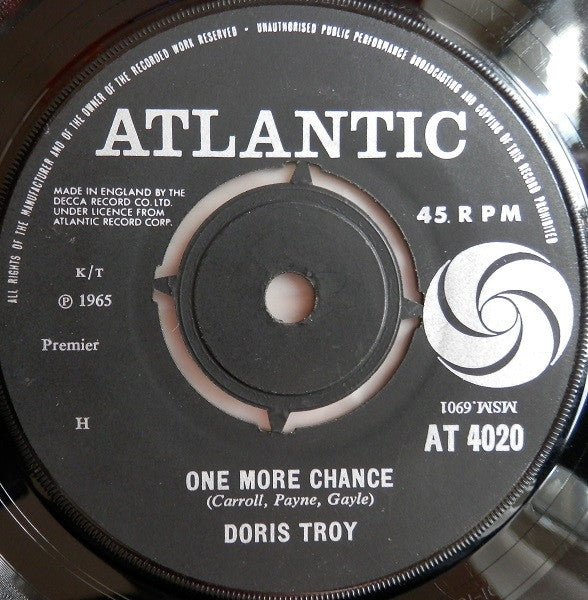 ALL RIGHTS OF THE MANUFACTURER AND OF THE OWNER OF THE RECORDED WORK RESERVED - UNAUTHORISED PUBLIC PERFORMANCE BROADCASTING AND COPYING OF THIS RECORD PROHIBITED
ATLANTIC
MADE IN ENGLAND BY THE
DECCA RECORD CO. LTD.
UNDER LICENCE FROM
ATLANTIC RECORD CORP.
45. RPM
K/T
℗ 1965
Premier
H
MSM.6901
AT 4020
ONE MORE CHANCE
(Carroll, Payne, Gayle)
DORIS TROY